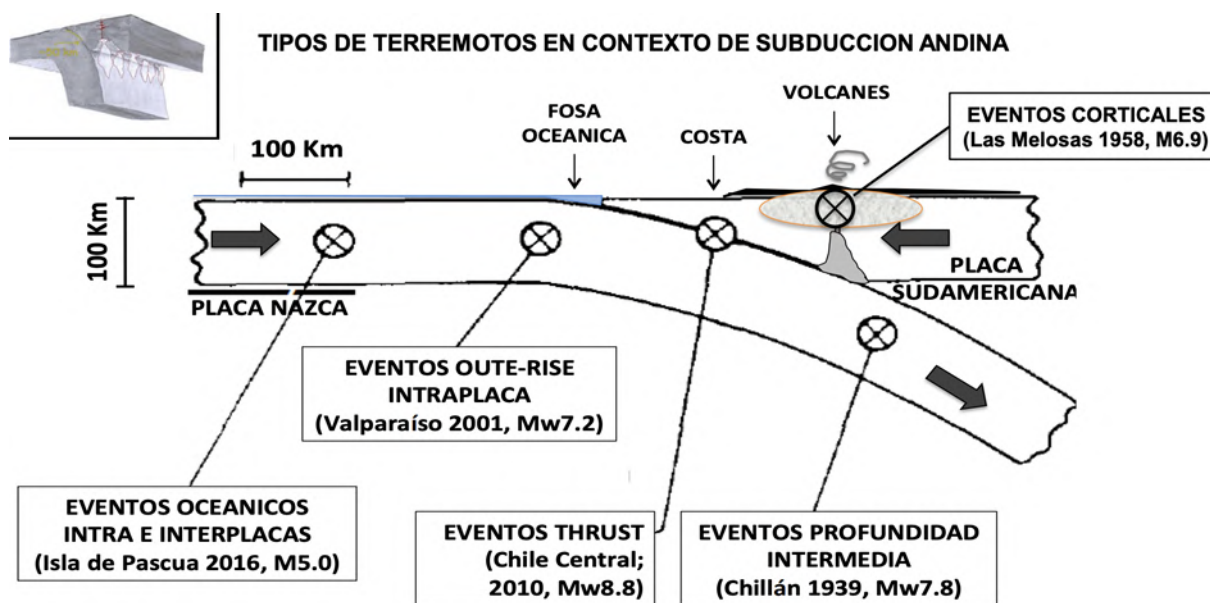 TIPOS DE TERREMOTOS EN CONTEXTO DE SUBDUCCION ANDINA
VOLCANES
FOSA
OCEANICA
COSTA
EVENTOS CORTICALES
(Las Melosas 1958, M6.9)
100 Km
100 Km
PLACA NAZCA
PLACA
SUDAMERICANA
EVENTOS OUTE-RISE
INTRAPLACA
(Valparaíso 2001, Mw7.2)
EVENTOS OCEANICOS
INTRA E INTERPLACAS
(Isla de Pascua 2016, M5.0)
EVENTOS THRUST
(Chile Central;
2010, Mw8.8)
EVENTOS PROFUNDIDAD
INTERMEDIA
(Chillán 1939, Mw7.8)